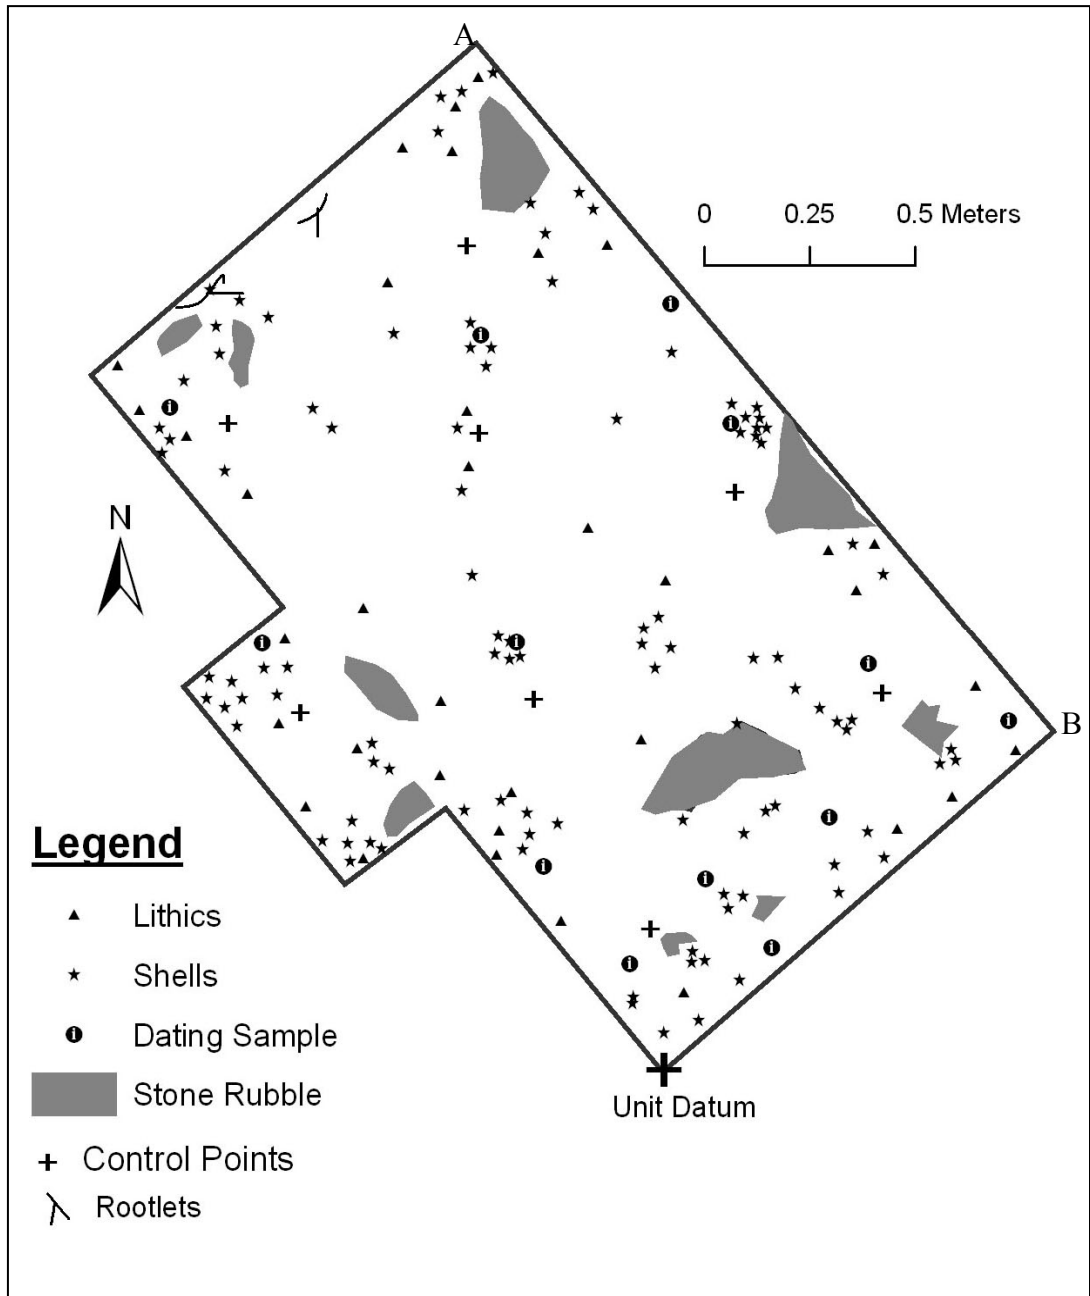 A
0 0.25 0.5 Meters
N
B
Legend
Lithics
Shells
Dating Sample
Stone Rubble
Unit Datum
Control Points
Rootlets